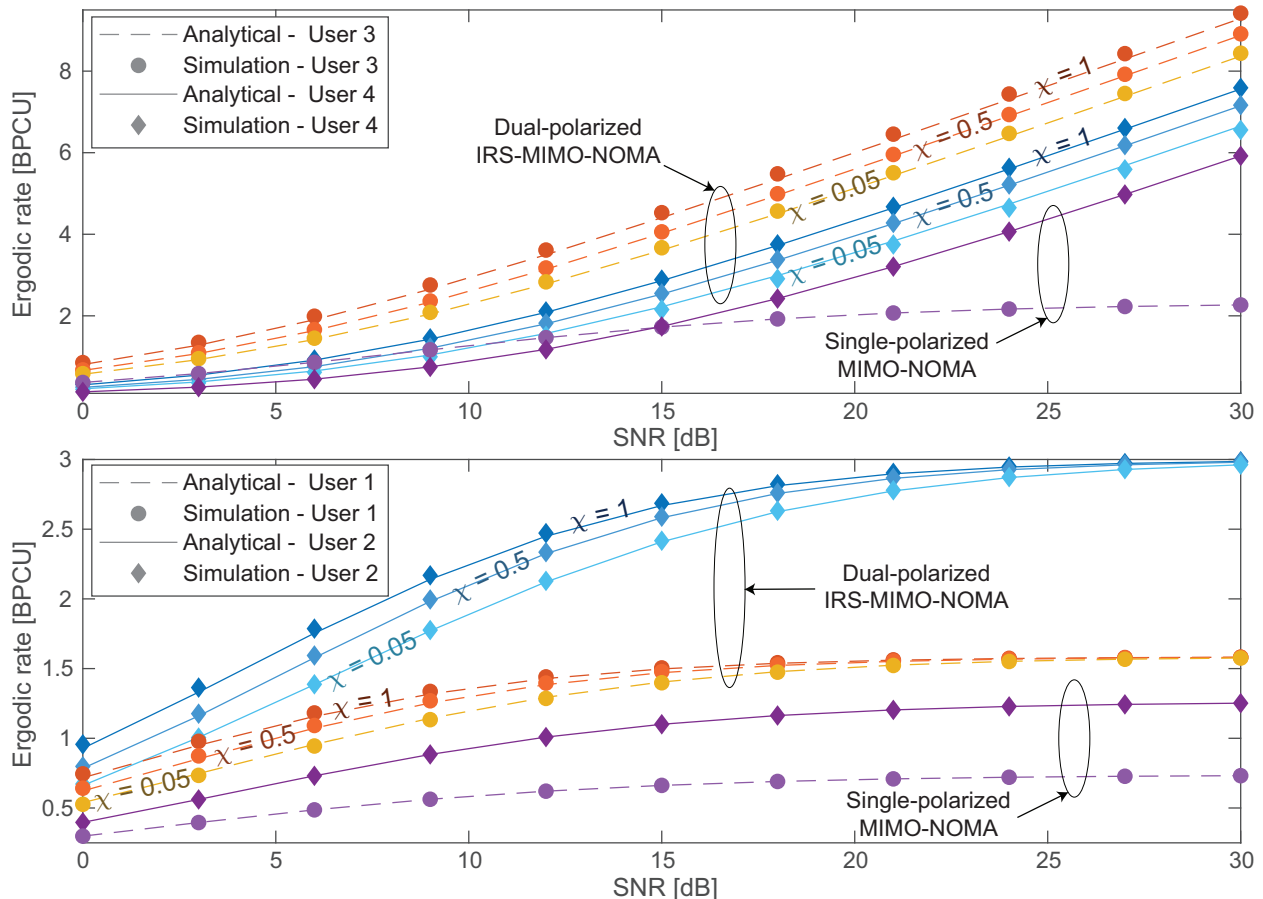 Analytical - User 3
Simulation - User 3
Analytical - User 4
Simulation - User 4
Dual-polarized
IRS-MIMO-NOMA
χ = 1
χ = 0.5
χ = 0.05
χ = 1
χ = 0.5
χ = 0.05
Single-polarized
MIMO-NOMA
Ergodic rate [BPCU]
8
6
4
2
0
5
10
15
20
25
30
SNR [dB]
Analytical - User 1
Simulation - User 1
Analytical - User 2
Simulation - User 2
χ = 1
χ = 0.5
χ = 0.05
Dual-polarized
IRS-MIMO-NOMA
χ = 1
χ = 0.5
χ = 0.05
Single-polarized
MIMO-NOMA
Ergodic rate [BPCU]
3
2.5
2
1.5
1
0.5
0
5
10
15
20
25
30
SNR [dB]